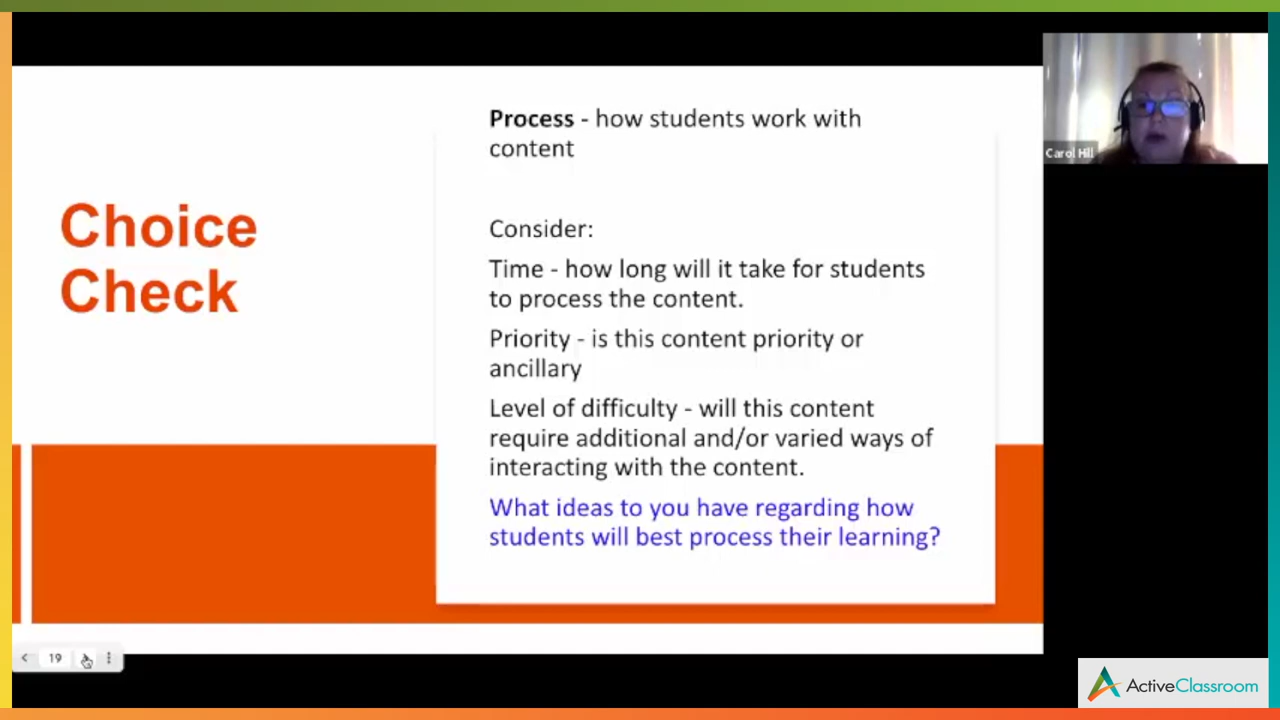 Choice
Check
Process - how students work with
content
Consider:
Time - how long will it take for students
to process the content.
Priority - is this content priority or
ancillary
Level of difficulty - will this content
require additional and/or varied ways of
interacting with the content.
What ideas to you have regarding how
students will best process their learning?
Carol Hill
19
ActiveClassroom